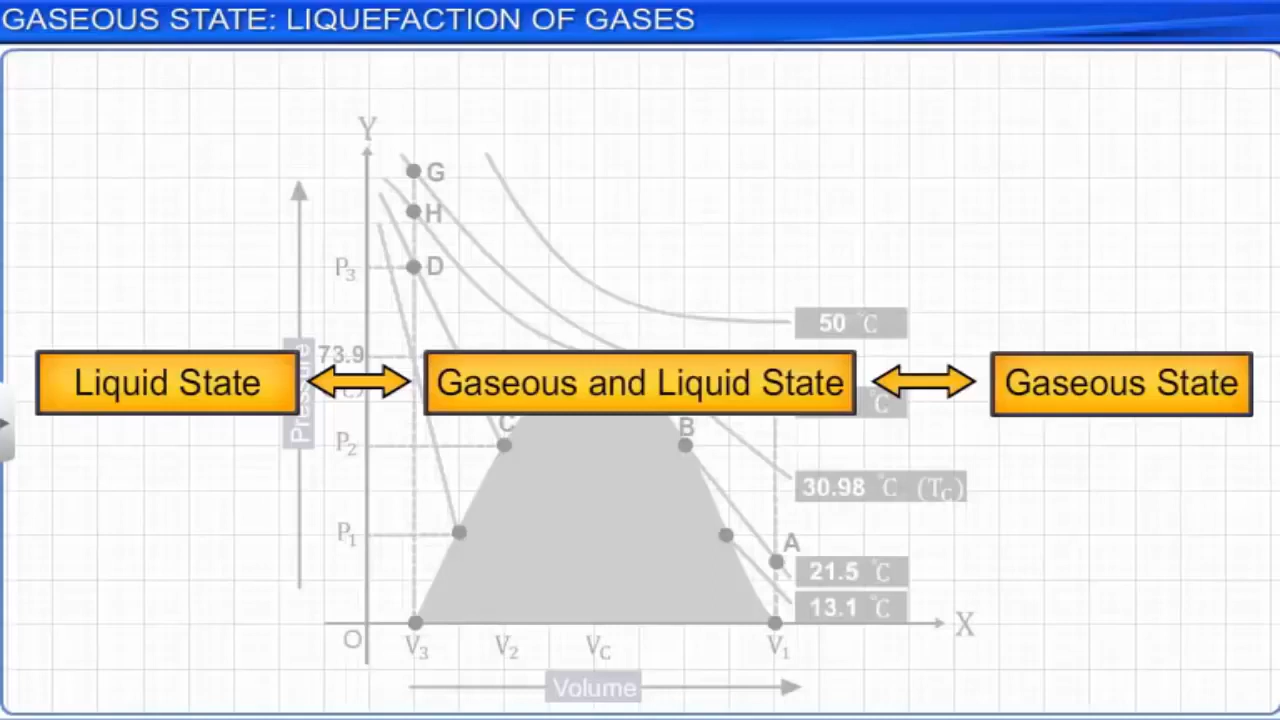 GASEOUS STATE: LIQUEFACTION OF GASES
Y
G
H
P3
D
50 °C
73.9
Liquid State
Gaseous and Liquid State
Gaseous State
°C
Pressure
C
B
P2
30.98 °C (TC)
P1
A
21.5 °C
13.1 °C
X
O
V3
V2
VC
V1
Volume